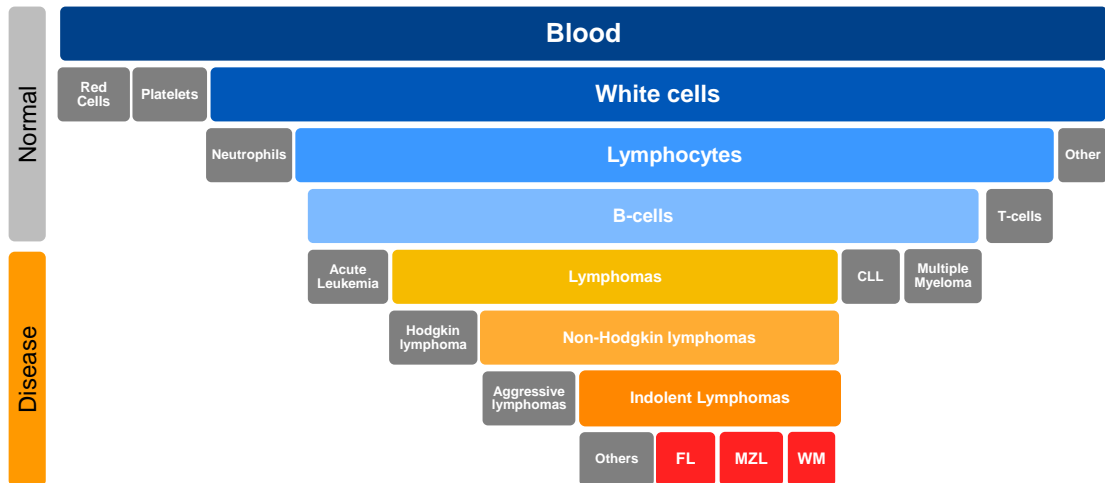 Normal
Blood
Red
Cells
Platelets
White cells
Neutrophils
Lymphocytes
Other
B-cells
T-cells
Disease
Acute
Leukemia
Lymphomas
CLL
Multiple
Myeloma
Hodgkin
lymphoma
Non-Hodgkin lymphomas
Aggressive
lymphomas
Indolent Lymphomas
Others
FL
MZL
WM